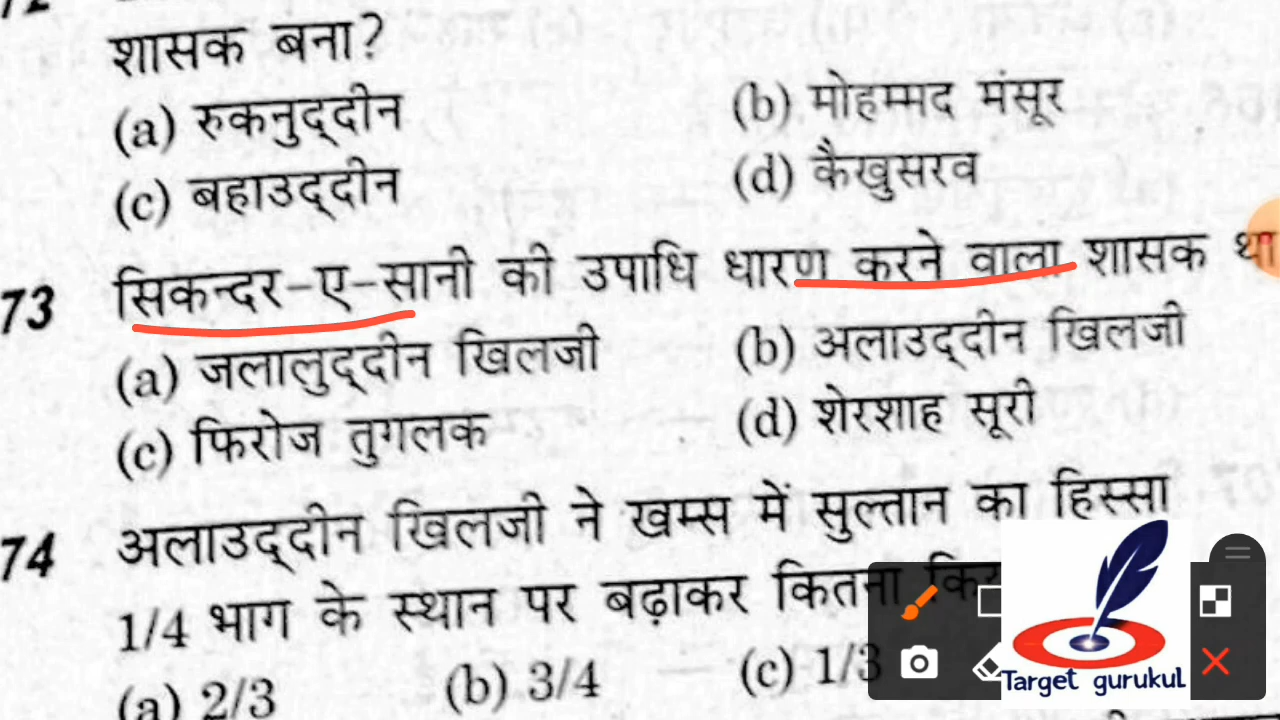 शासक बना?
(a) रुकनुद्दीन (b) मोहम्मद मंसूर
(c) बहाउद्दीन (d) कैखुसरव
73 सिकन्दर-ए-सानी की उपाधि धारण करने वाला शासक था
(a) जलालुद्दीन खिलजी (b) अलाउद्दीन खिलजी
(c) फिरोज तुगलक (d) शेरशाह सूरी
74 अलाउद्दीन खिलजी ने खम्स में सुल्तान का हिस्सा
1/4 भाग के स्थान पर बढ़ाकर कितना
(a) 2/3 (b) 3/4 (c) 1/3
Target gurukul